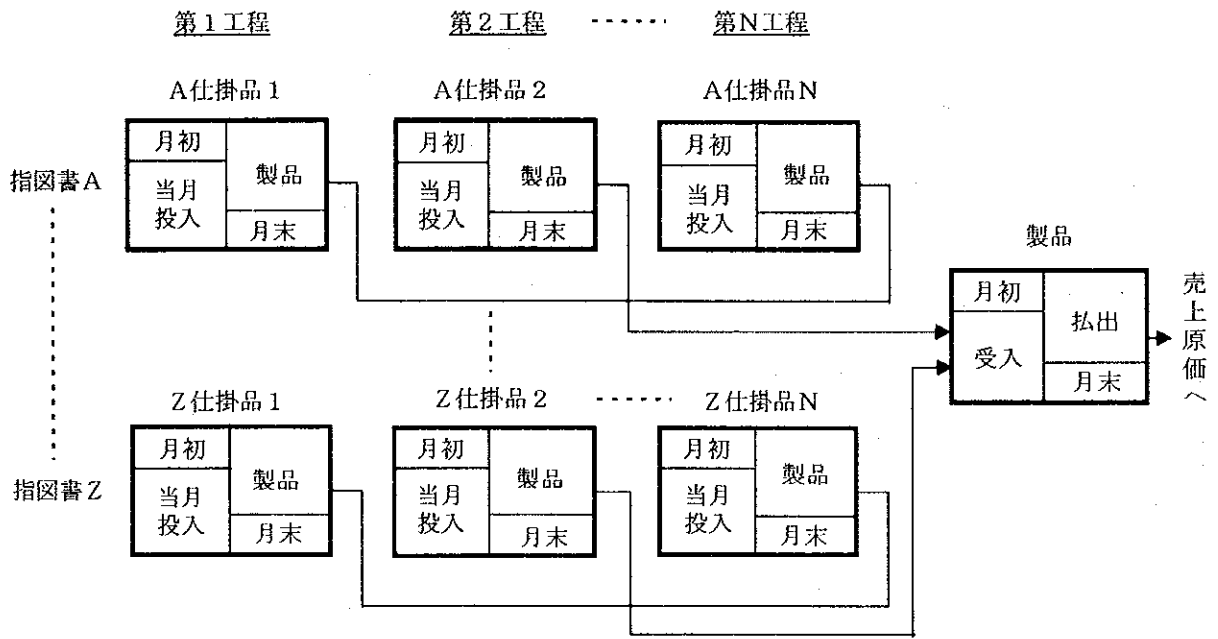 第1工程 第2工程 第N工程
A仕掛品1 A仕掛品2 A仕掛品N
指図書A
月初
当月
投入
製品
月末
月初
当月
投入
製品
月末
月初
当月
投入
製品
月末
製品
月初
受入
払出
月末
売上原価へ
Z仕掛品1 Z仕掛品2 Z仕掛品N
指図書Z
月初
当月
投入
製品
月末
月初
当月
投入
製品
月末
月初
当月
投入
製品
月末